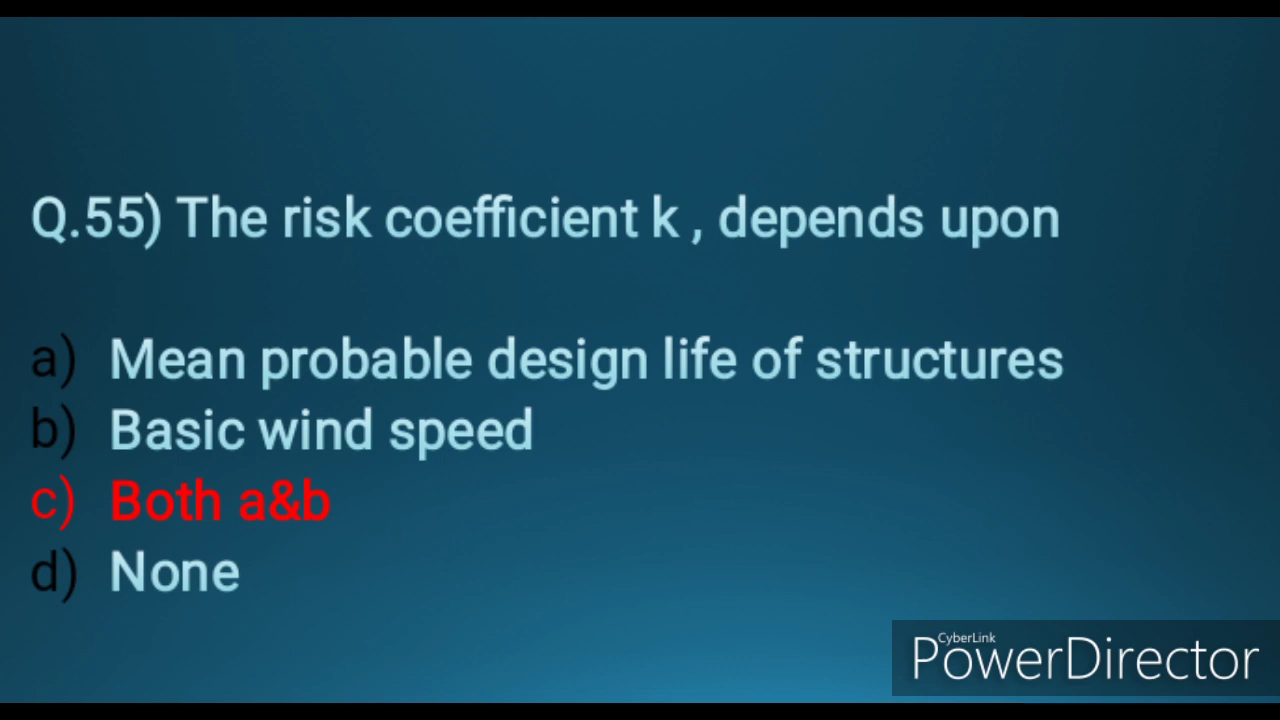 Q.55) The risk coefficient k , depends upon
a) Mean probable design life of structures
b) Basic wind speed
c) Both a&b
d) None
CyberLink
PowerDirector